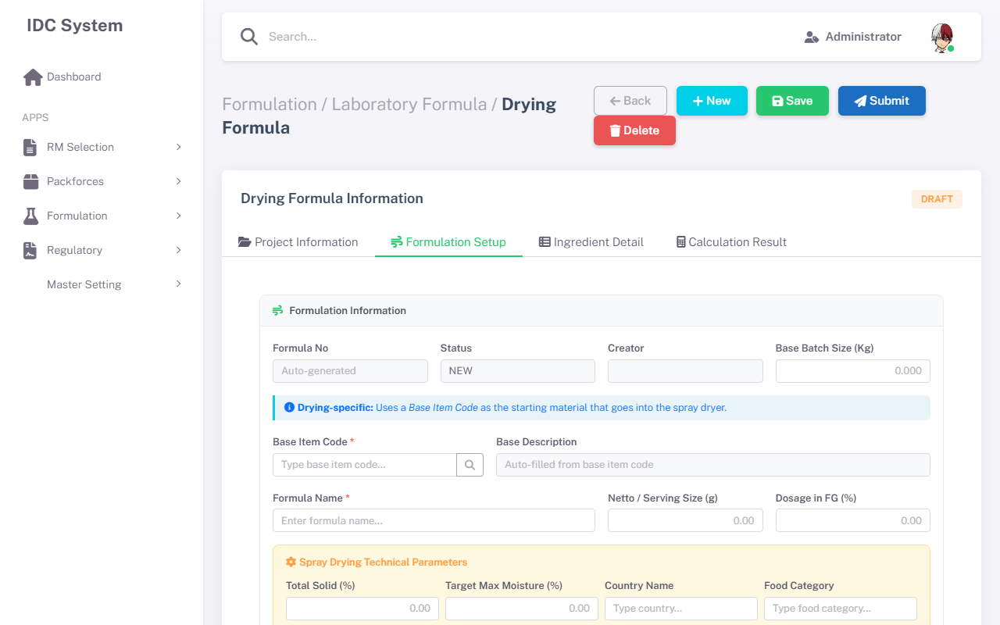 IDC System
Search...
Administrator
Dashboard
APPS
RM Selection
Packforces
Formulation
Regulatory
Master Setting
Formulation / Laboratory Formula / Drying
Formula
Back
New
Save
Submit
Delete
Drying Formula Information
DRAFT
Project Information
Formulation Setup
Ingredient Detail
Calculation Result
Formulation Information
Formula No
Status
Creator
Base Batch Size (Kg)
Auto-generated
NEW
0.000
Drying-specific: Uses a Base Item Code as the starting material that goes into the spray dryer.
Base Item Code *
Base Description
Type base item code...
Auto-filled from base item code
Formula Name *
Netto / Serving Size (g)
Dosage in FG (%)
Enter formula name...
0.00
0.00
Spray Drying Technical Parameters
Total Solid (%)
Target Max Moisture (%)
Country Name
Food Category
0.00
0.00
Type country...
Type food category...